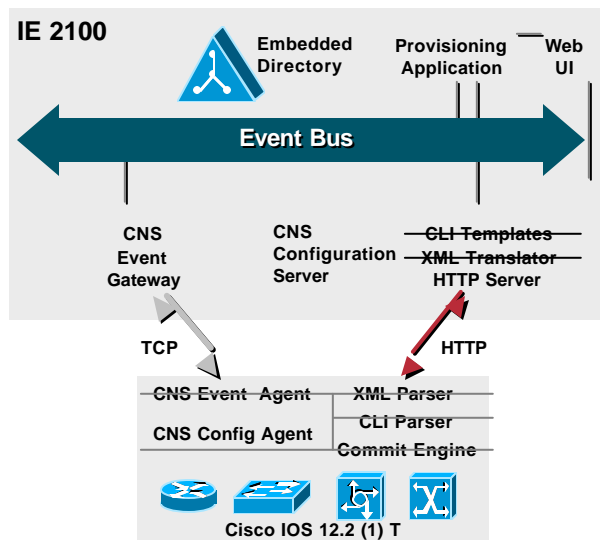 IE 2100
Embedded
Directory
Provisioning
Application
Web
UI
Event Bus
CNS
Event
Gateway
CNS
Configuration
Server
CLI Templates
XML Translator
HTTP Server
TCP
HTTP
CNS Event Agent
CNS Config Agent
XML Parser
CLI Parser
Commit Engine
Cisco IOS 12.2 (1) T